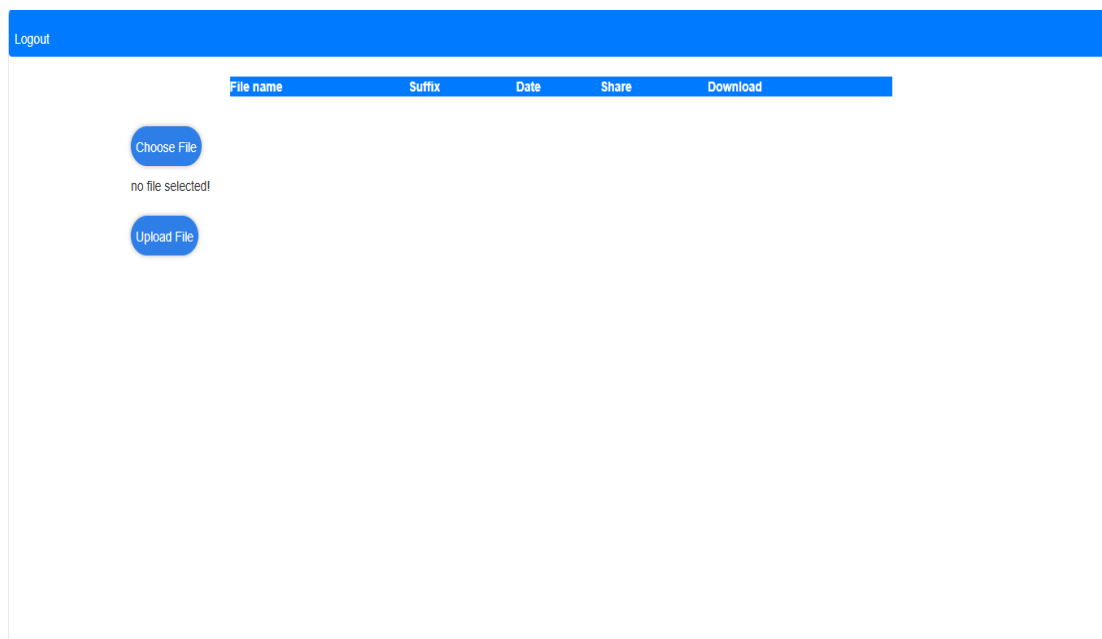 Logout
File name Suffix Date Share Download
Choose File
no file selected!
Upload File